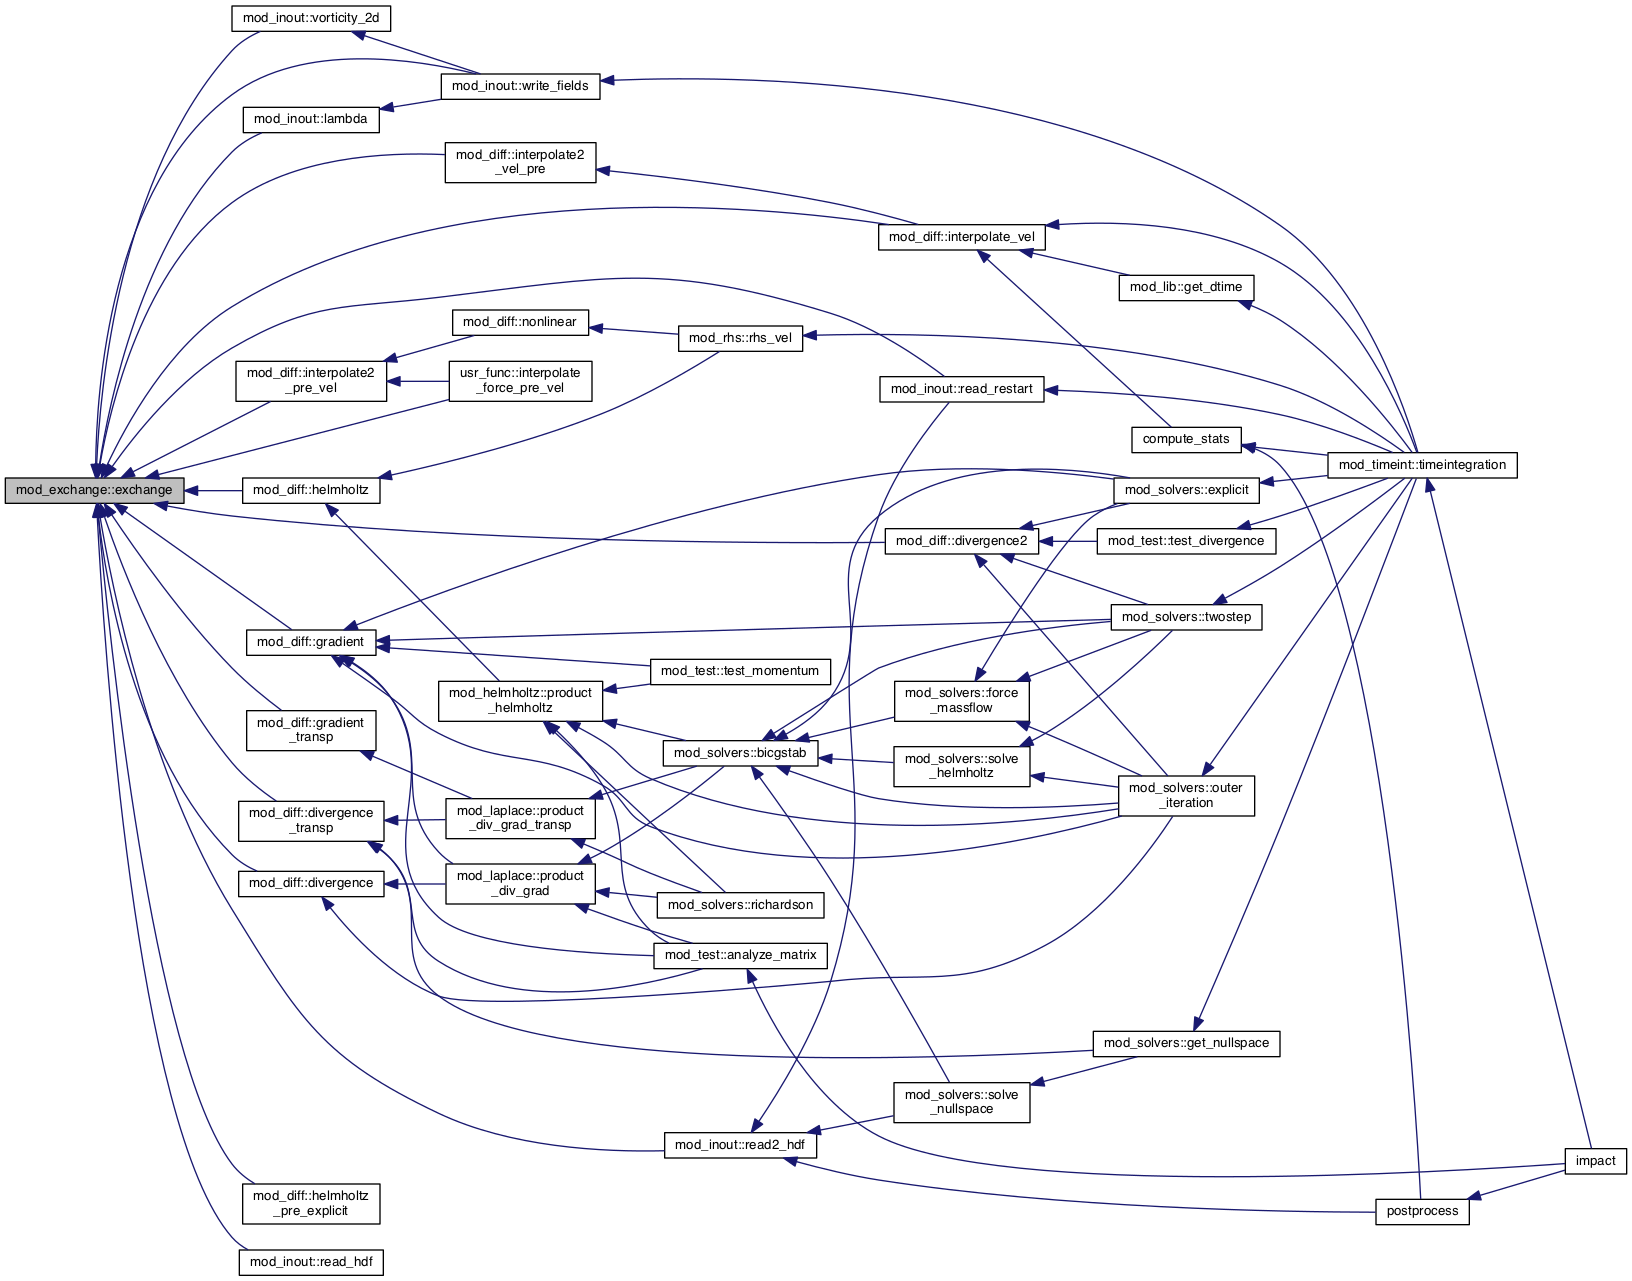 mod_inout::vorticity_2d
mod_inout::write_fields
mod_inout::lambda
mod_diff::interpolate2
_vel_pre
mod_diff::interpolate_vel
mod_lib::get_dtime
mod_diff::nonlinear
mod_rhs::rhs_vel
mod_diff::interpolate2
_pre_vel
usr_func::interpolate
_force_pre_vel
mod_inout::read_restart
compute_stats
mod_timeint::timeintegration
mod_exchange::exchange
mod_diff::helmholtz
mod_solvers::explicit
mod_diff::divergence2
mod_test::test_divergence
mod_solvers::twostep
mod_diff::gradient
mod_test::test_momentum
mod_helmholtz::product
_helmholtz
mod_solvers::force
_massflow
mod_diff::gradient
_transp
mod_solvers::bicgstab
mod_solvers::solve
_helmholtz
mod_solvers::outer
_iteration
mod_diff::divergence
_transp
mod_laplace::product
_div_grad_transp
mod_diff::divergence
mod_laplace::product
_div_grad
mod_solvers::richardson
mod_test::analyze_matrix
mod_solvers::get_nullspace
mod_solvers::solve
_nullspace
mod_inout::read2_hdf
impact
mod_diff::helmholtz
_pre_explicit
postprocess
mod_inout::read_hdf